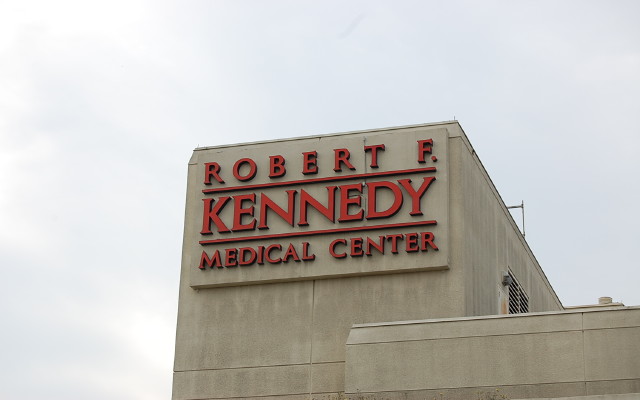 ROBERT F.
KENNEDY
MEDICAL CENTER